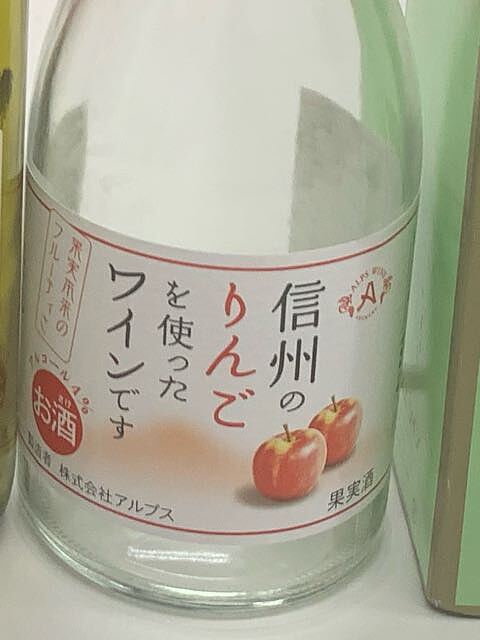 信州の
りんご
を使った
ワインです
果実由来の
フルーティさ
アルコール4%
お酒
製造者 株式会社アルプス
果実酒
ALPS WINE